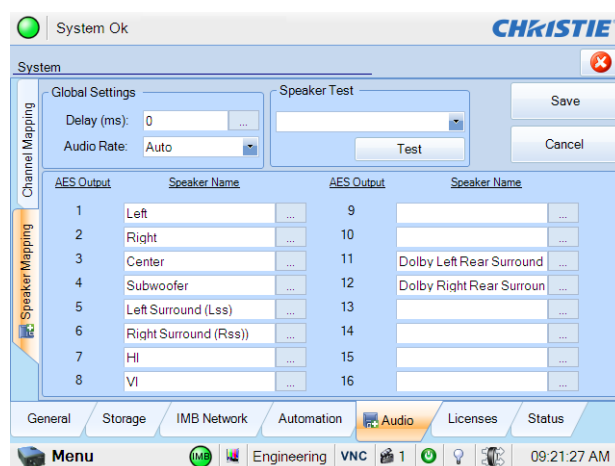 System Ok
CHRISTIE
System
Global Settings
Delay (ms): 0 ...
Audio Rate: Auto
Speaker Test
Test
Save
Cancel
Channel Mapping
Speaker Mapping
AES Output Speaker Name AES Output Speaker Name
1 Left ... 9 ...
2 Right ... 10 ...
3 Center ... 11 Dolby Left Rear Surround ...
4 Subwoofer ... 12 Dolby Right Rear Surroun ...
5 Left Surround (Lss) ... 13 ...
6 Right Surround (Rss)) ... 14 ...
7 HI ... 15 ...
8 VI ... 16 ...
General Storage IMB Network Automation Audio Licenses Status
Menu IMB Engineering VNC 1 09:21:27 AM